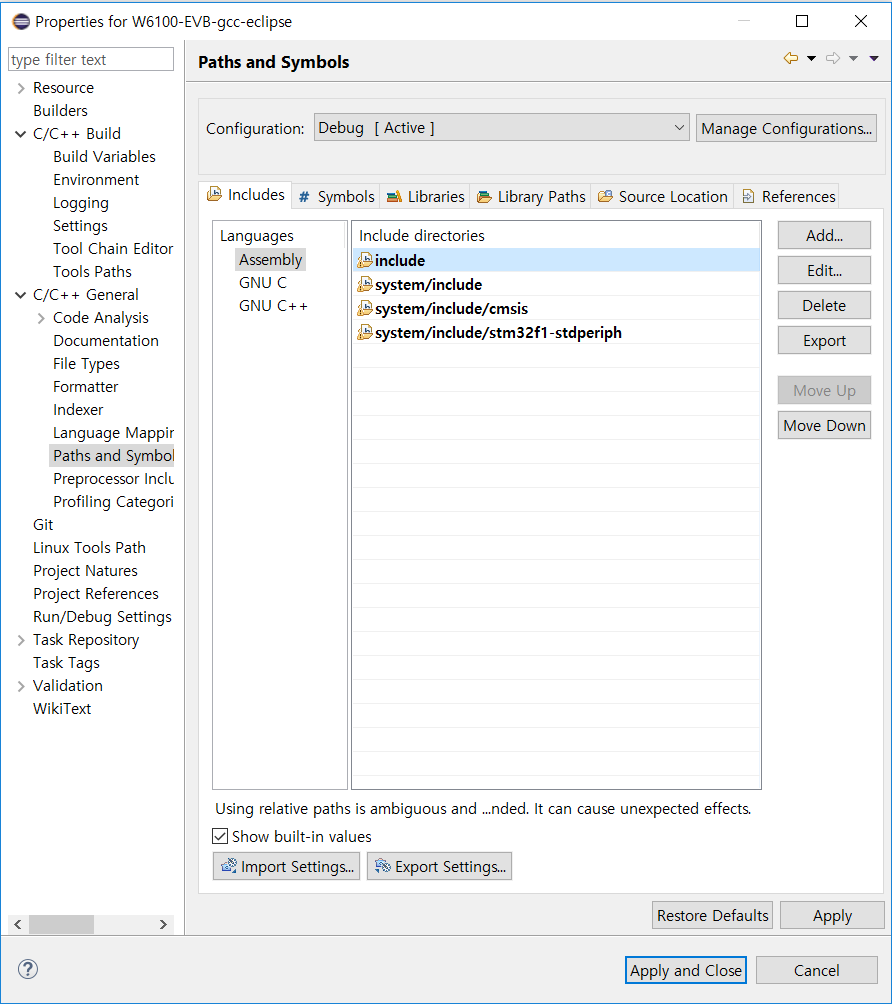 Properties for W6100-EVB-gcc-eclipse
type filter text
Resource
Builders
C/C++ Build
Build Variables
Environment
Logging
Settings
Tool Chain Editor
Tools Paths
C/C++ General
Code Analysis
Documentation
File Types
Formatter
Indexer
Language Mappin
Paths and Symbol
Preprocessor Inclu
Profiling Categori
Git
Linux Tools Path
Project Natures
Project References
Run/Debug Settings
Task Repository
Task Tags
Validation
WikiText
Paths and Symbols
Configuration: Debug [ Active ] Manage Configurations...
Includes # Symbols Libraries Library Paths Source Location References
Languages
Assembly
GNU C
GNU C++
Include directories
include
system/include
system/include/cmsis
system/include/stm32f1-stdperiph
Add...
Edit...
Delete
Export
Move Up
Move Down
Using relative paths is ambiguous and ...nded. It can cause unexpected effects.
Show built-in values
Import Settings... Export Settings...
Restore Defaults Apply
? Apply and Close Cancel